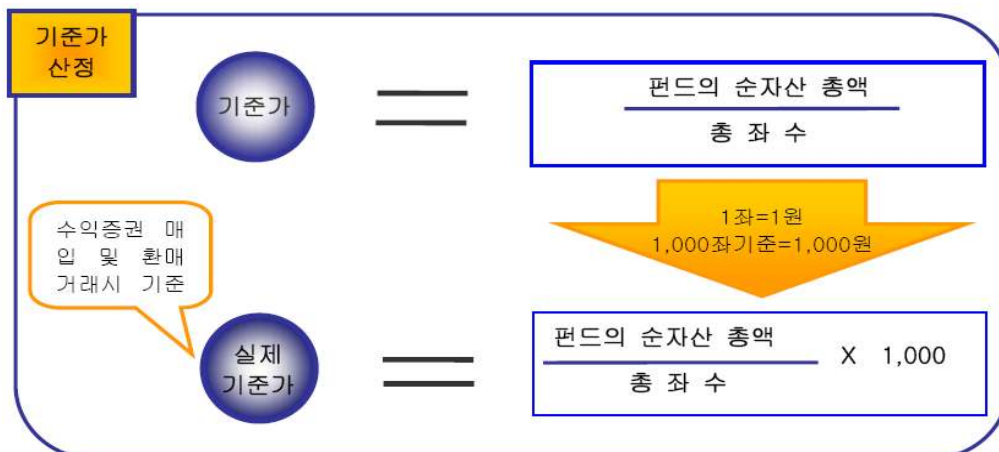 기준가
산정
기준가
펀드의 순자산 총액
총 좌 수
1좌=1원
1,000좌기준=1,000원
수익증권 매
입 및 환매
거래시 기준
실제
기준가
펀드의 순자산 총액
총 좌 수
X 1,000